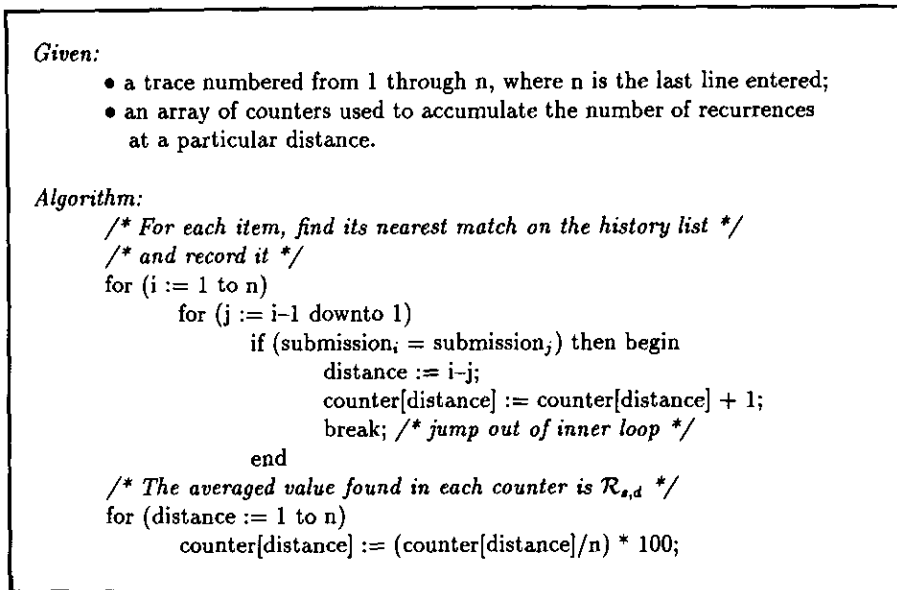 Given:
• a trace numbered from 1 through n, where n is the last line entered;
• an array of counters used to accumulate the number of recurrences
at a particular distance.
Algorithm:
/* For each item, find its nearest match on the history list */
/* and record it */
for (i := 1 to n)
for (j := i–1 downto 1)
if (submissionᵢ = submissionⱼ) then begin
distance := i–j;
counter[distance] := counter[distance] + 1;
break; /* jump out of inner loop */
end
/* The averaged value found in each counter is ℛs,d */
for (distance := 1 to n)
counter[distance] := (counter[distance]/n) * 100;